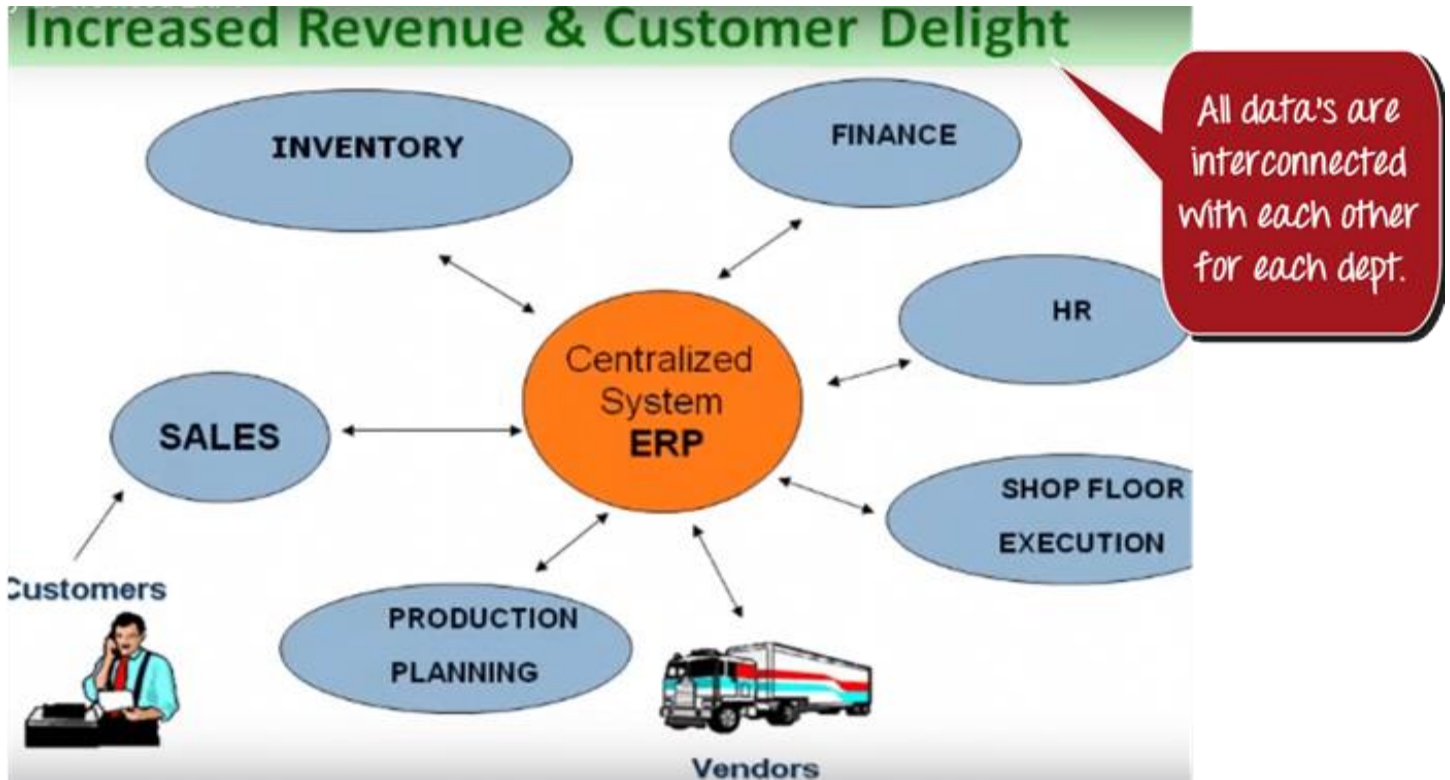 Increased Revenue & Customer Delight
All data's are
interconnected
with each other
for each dept.
INVENTORY
FINANCE
HR
Centralized
System
ERP
SALES
SHOP FLOOR
EXECUTION
Customers
PRODUCTION
PLANNING
Vendors